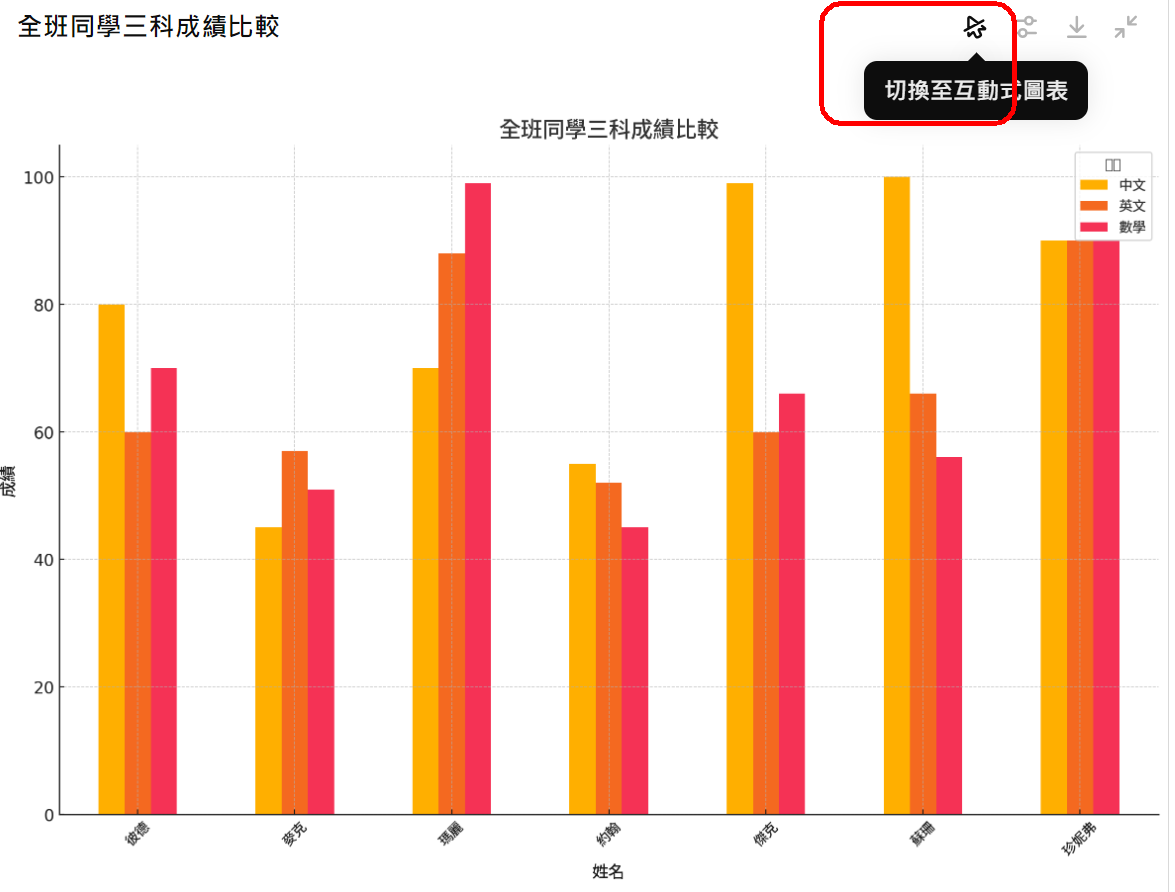 全班同學三科成績比較
切換至互動式圖表
全班同學三科成績比較
中文
英文
數學
100
80
60
40
20
0
成績
彼德
麥克
瑪麗
約翰
傑克
蘇珊
珍妮弗
姓名